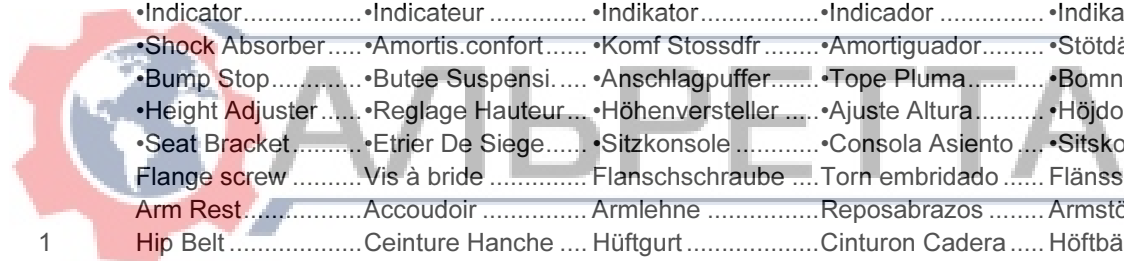 •Indicator....................•Indicateur ................•Indikator...................•Indicador ................•Indika
•Shock Absorber.....•Amortis.confort......•Komf Stossdfr ........•Amortiguador..........•Stötdä
•Bump Stop..............•Butee Suspensi.....•Anschlagpuffer.......•Tope Pluma............•Bomn
•Height Adjuster......•Reglage Hauteur...•Höhenversteller .....•Ajuste Altura..........•Höjdo
•Seat Bracket...........•Etrier De Siege......•Sitzkonsole .............•Consola Asiento....•Sitsko
Flange screw ..........Vis à bride ..............Flanschschraube ....Torn embridado ......Flänss
Arm Rest..................Accoudoir ...............Armlehne ................Reposabrazos ........Armstö
1 Hip Belt....................Ceinture Hanche ....Hüftgurt....................Cinturon Cadera .....Höftbä
АЛЬРЕТТА